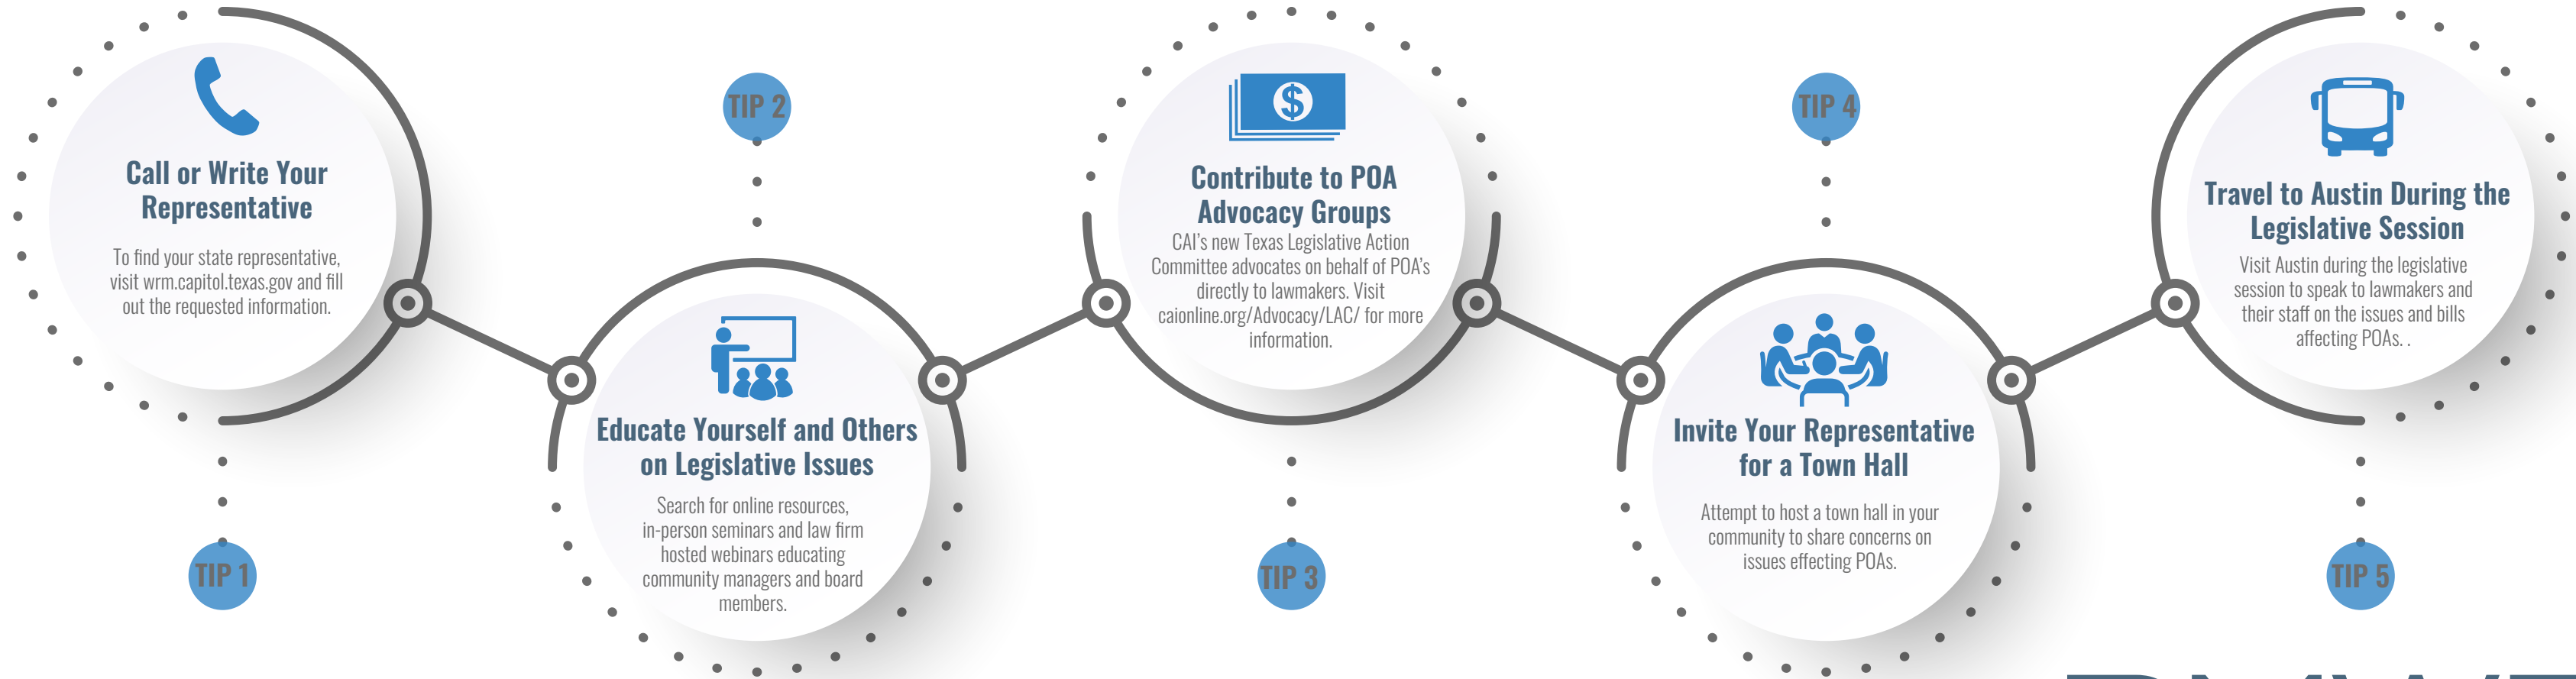 Call or Write Your
Representative
To find your state representative,
visit wrm.capitol.texas.gov and fill
out the requested information.
TIP 1
TIP 2
Educate Yourself and Others
on Legislative Issues
Search for online resources,
in-person seminars and law firm
hosted webinars educating
community managers and board
members.
Contribute to POA
Advocacy Groups
CAI’s new Texas Legislative Action
Committee advocates on behalf of POA’s
directly to lawmakers. Visit
caionline.org/Advocacy/LAC/ for more
information.
TIP 3
TIP 4
Invite Your Representative
for a Town Hall
Attempt to host a town hall in your
community to share concerns on
issues effecting POAs.
Travel to Austin During the
Legislative Session
Visit Austin during the legislative
session to speak to lawmakers and
their staff on the issues and bills
affecting POAs. .
TIP 5